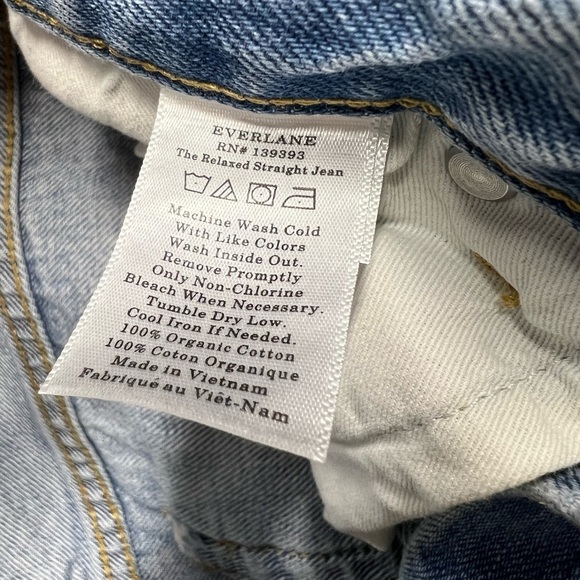 EVERLANE
RN# 139393
The Relaxed Straight Jean
Machine Wash Cold
With Like Colors
Wash Inside Out.
Remove Promptly
Only Non-Chlorine
Bleach When Necessary.
Tumble Dry Low.
Cool Iron If Needed.
100% Organic Cotton
100% Coton Organique
Made in Vietnam
Fabriqué au Viêt-Nam